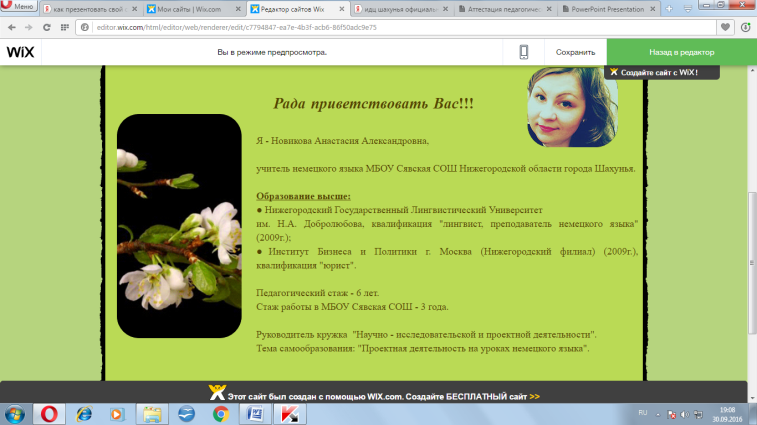 Меню
как презентовать свой
Мои сайты | Wix.com
Редактор сайтов Wix
идц шахунья официальн
Аттестация педагогичес
PowerPoint Presentation
editor.wix.com/html/editor/web/renderer/edit/c7794847-ea7e-4b3f-acb6-86f50adc9e75
WiX
Вы в режиме предпросмотра.
Сохранить
Назад в редактор
Создайте сайт с WiX!
Рада приветствовать Вас!!!
Я - Новикова Анастасия Александровна,
учитель немецкого языка МБОУ Сявская СОШ Нижегородской области города Шахунья.
Образование высше:
● Нижегородский Государственный Лингвистический Университет
им. Н.А. Добролюбова, квалификация "лингвист, преподаватель немецкого языка"
(2009г.);
● Институт Бизнеса и Политики г. Москва (Нижегородский филиал) (2009г.),
квалификация "юрист".
Педагогический стаж - 6 лет.
Стаж работы в МБОУ Сявская СОШ - 3 года.
Руководитель кружка "Научно - исследовательской и проектной деятельности".
Тема самообразования: "Проектная деятельность на уроках немецкого языка".
Этот сайт был создан с помощью WIX.com. Создайте БЕСПЛАТНЫЙ сайт >>
RU
19:08
30.09.2016